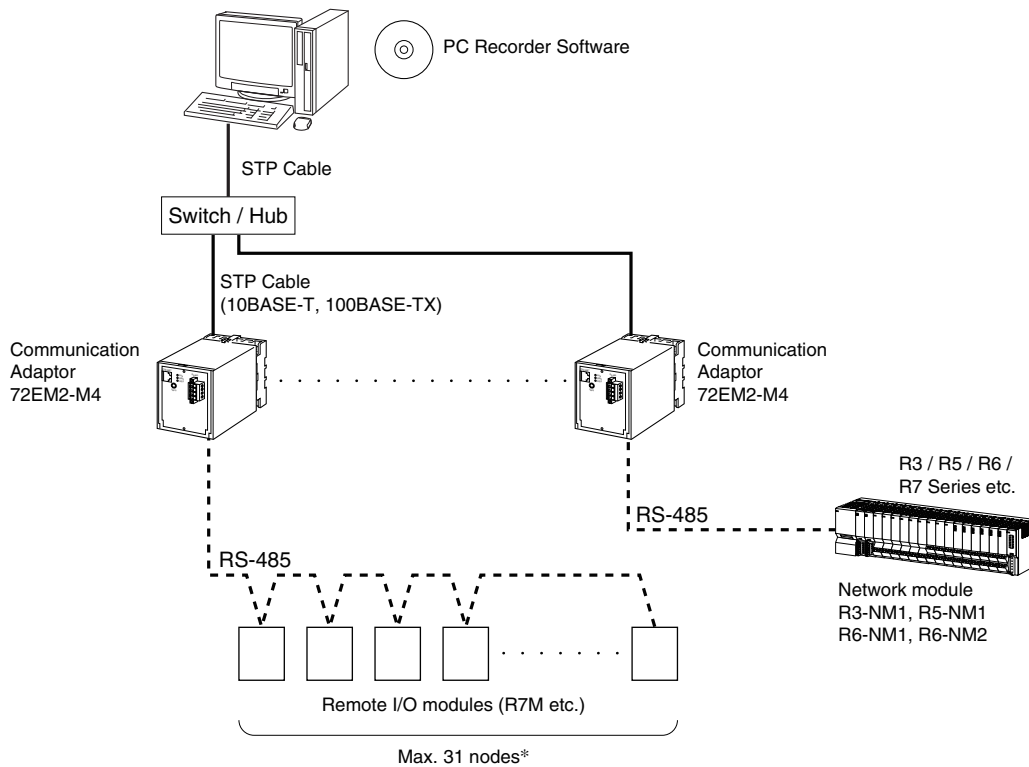 PC Recorder Software
STP Cable
Switch / Hub
STP Cable
(10BASE-T, 100BASE-TX)
Communication
Adaptor
72EM2-M4
Communication
Adaptor
72EM2-M4
R3 / R5 / R6 /
R7 Series etc.
RS-485
RS-485
Network module
R3-NM1, R5-NM1
R6-NM1, R6-NM2
Remote I/O modules (R7M etc.)
Max. 31 nodes*